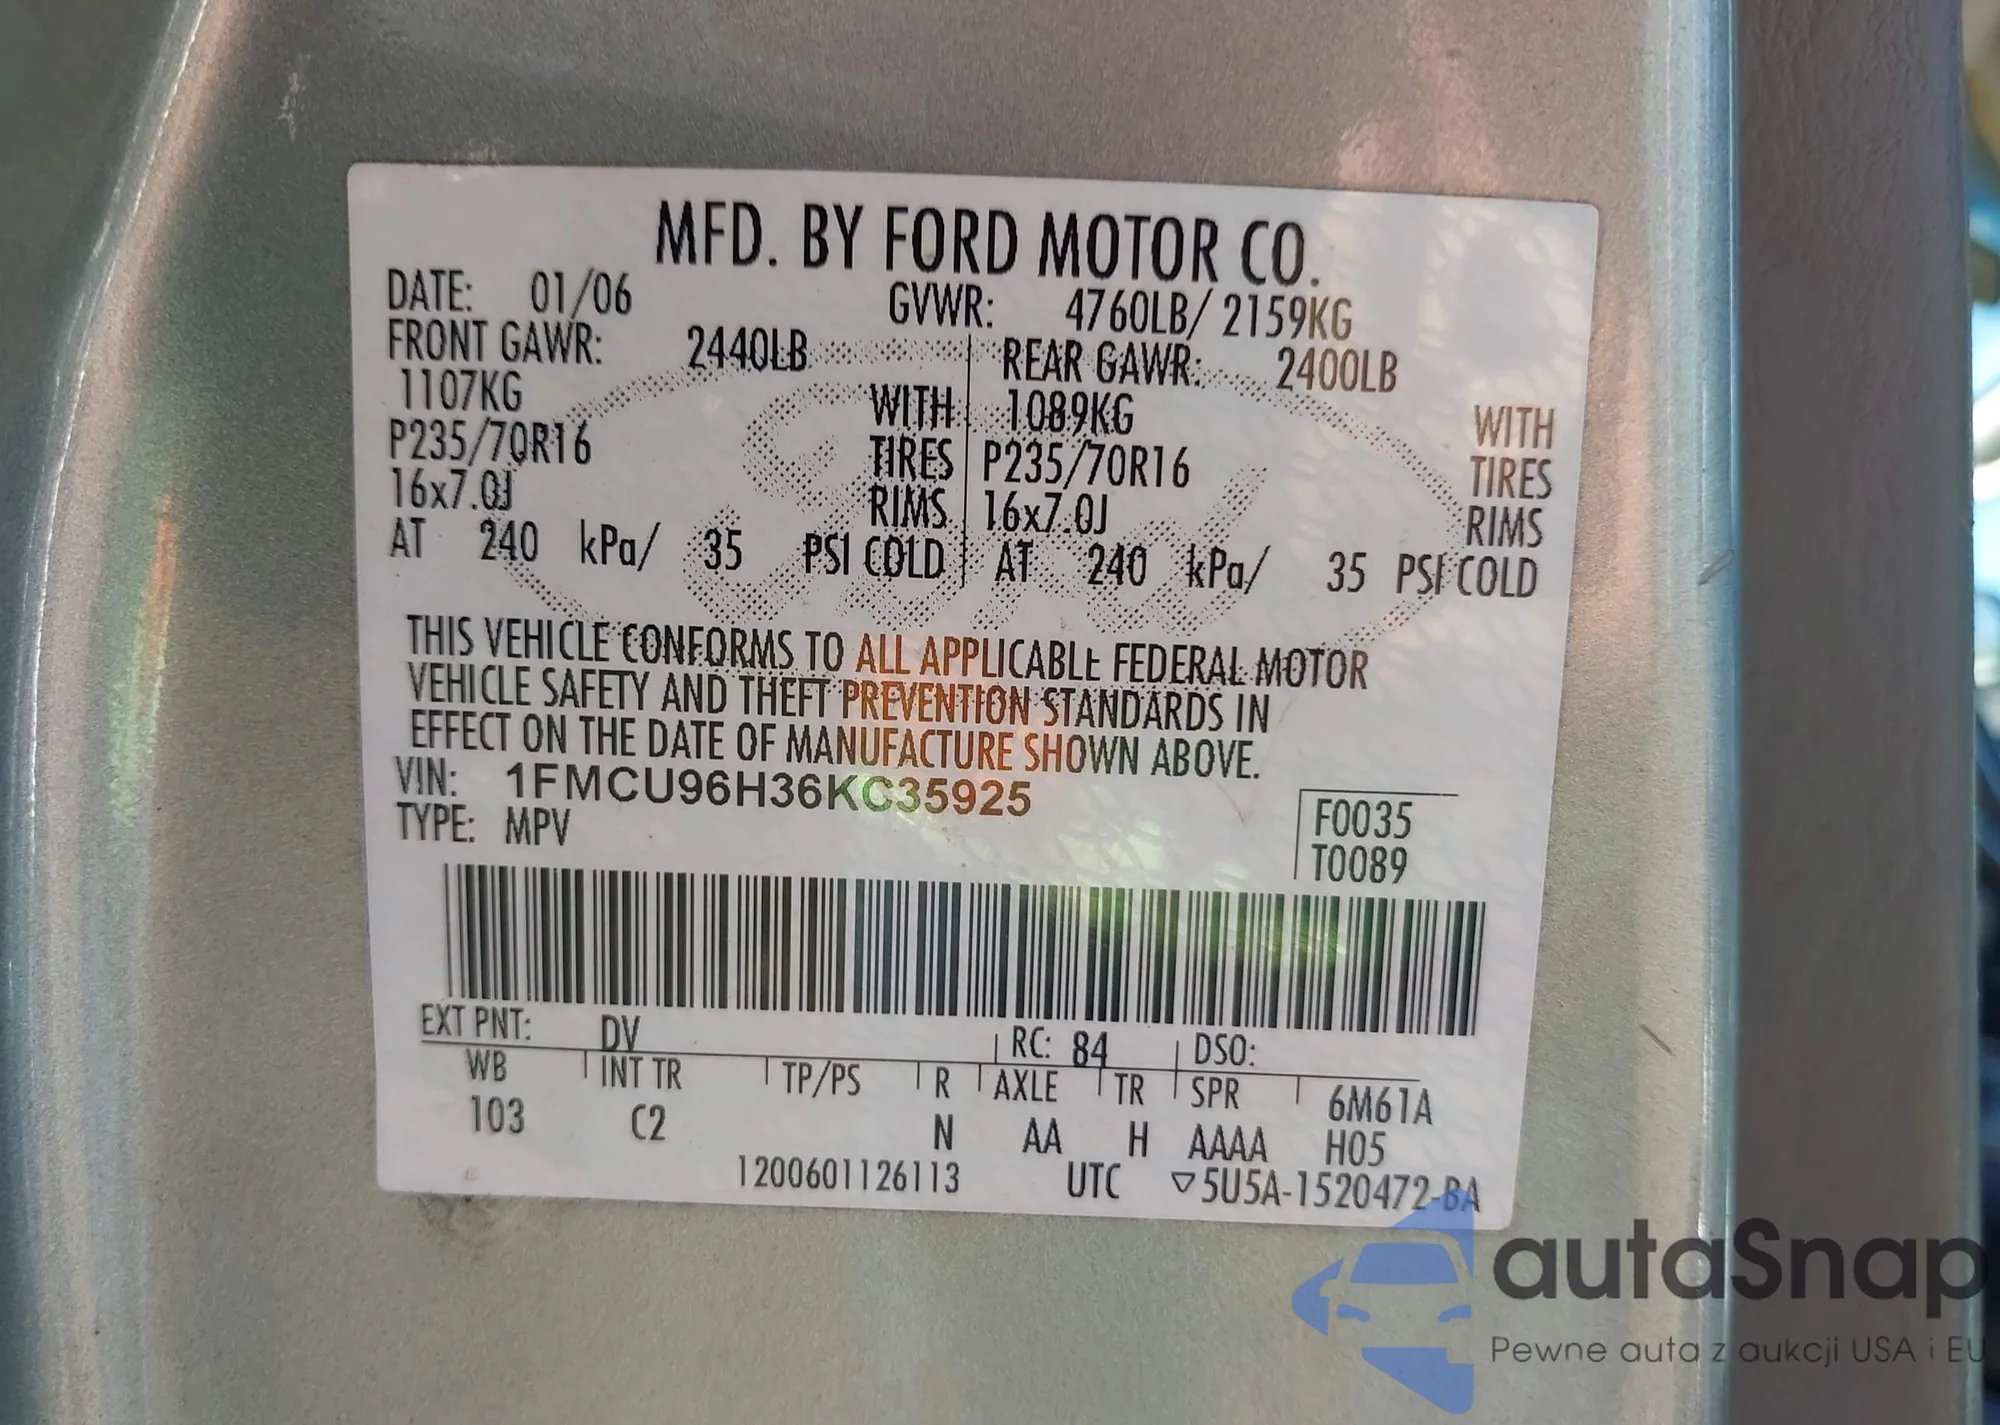 MFD. BY FORD MOTOR CO.
DATE: 01/06 GVWR: 4760LB/ 2159KG
FRONT GAWR: 2440LB REAR GAWR: 2400LB
1107KG WITH 1089KG WITH
P235/70R16 TIRES P235/70R16 TIRES
16x7.0J RIMS 16x7.0J RIMS
AT 240 kPa/ 35 PSI COLD AT 240 kPa/ 35 PSI COLD
THIS VEHICLE CONFORMS TO ALL APPLICABLE FEDERAL MOTOR
VEHICLE SAFETY AND THEFT PREVENTION STANDARDS IN
EFFECT ON THE DATE OF MANUFACTURE SHOWN ABOVE.
VIN: 1FMCU96H36KC35925
TYPE: MPV
F0035
T0089
EXT PNT: DV RC: 84 DSO:
WB INT TR TP/PS R AXLE TR SPR 6M61A
103 C2 N AA H AAAA H05
1200601126113 UTC ▽5U5A-1520472-BA
autaSnap
Pewne auta z aukcji USA i EU